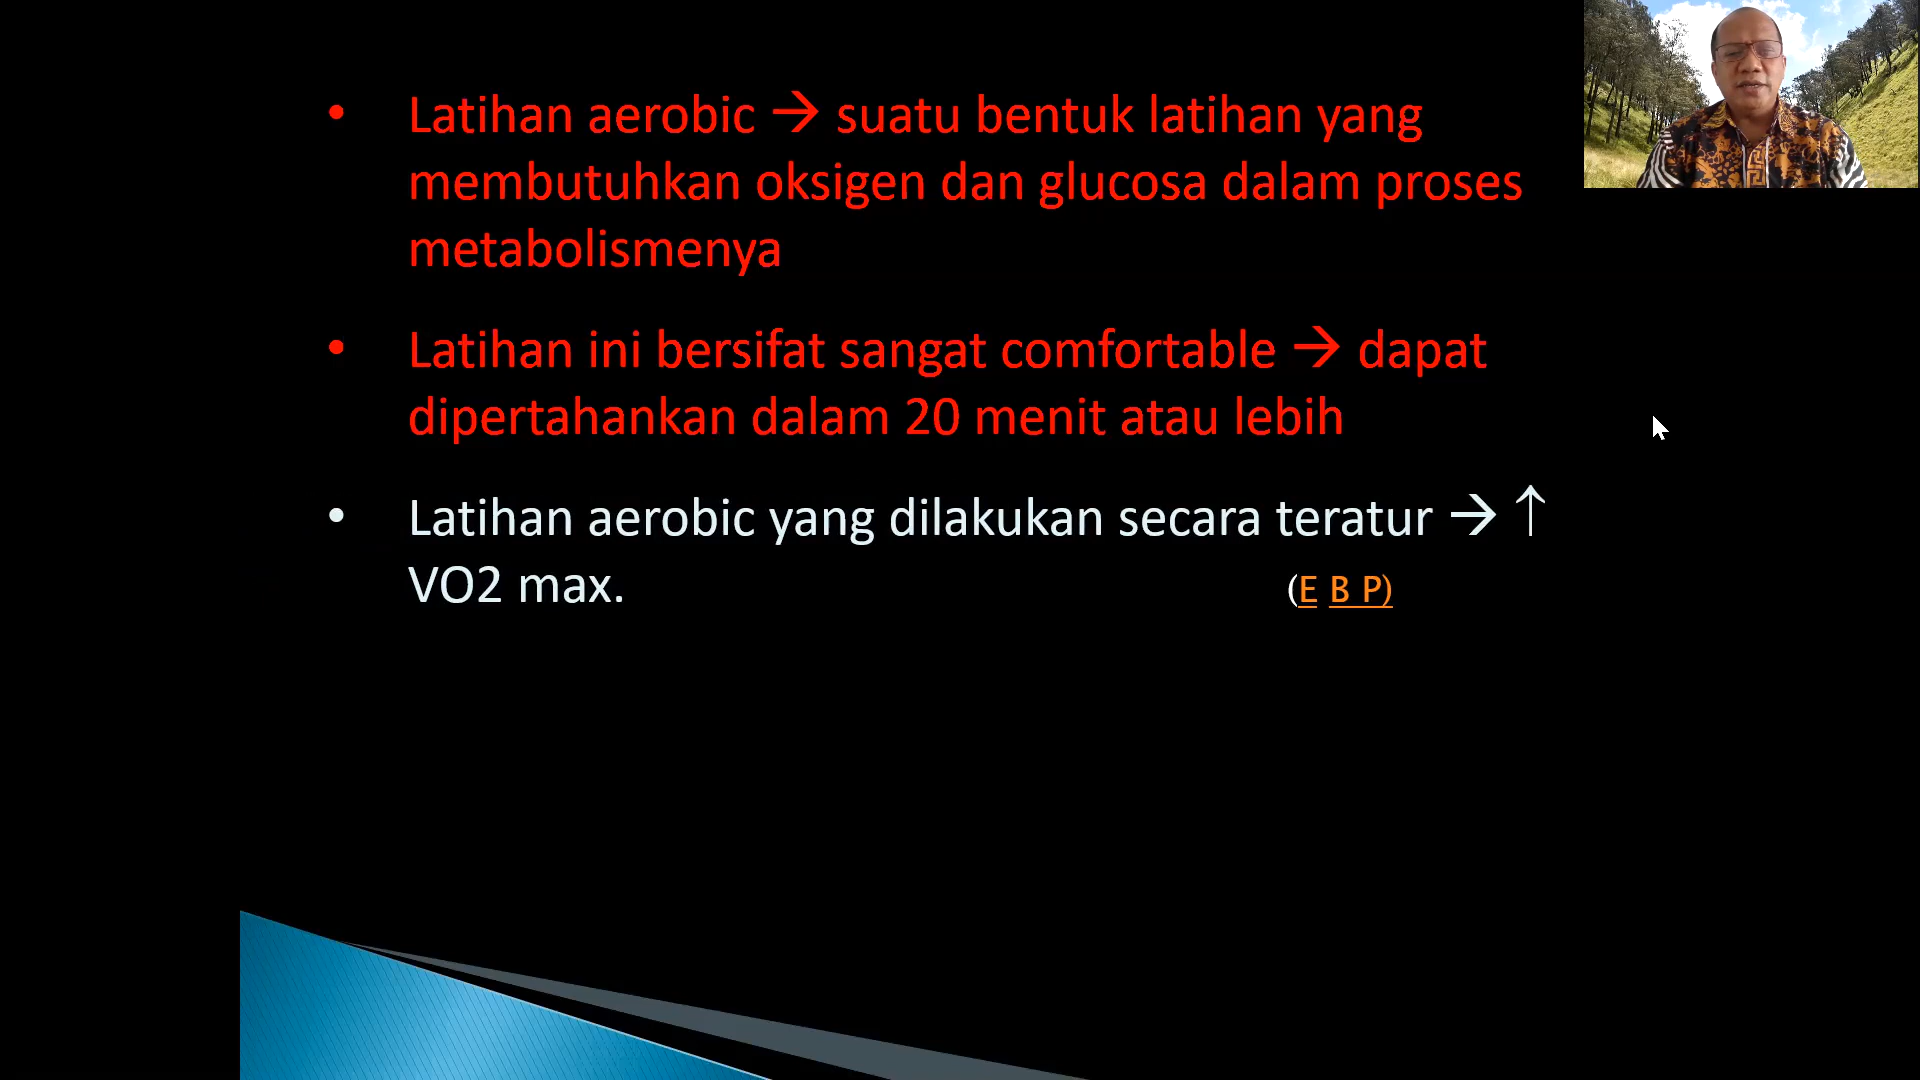 • Latihan aerobic → suatu bentuk latihan yang
membutuhkan oksigen dan glucosa dalam proses
metabolismenya
• Latihan ini bersifat sangat comfortable → dapat
dipertahankan dalam 20 menit atau lebih
• Latihan aerobic yang dilakukan secara teratur → ↑
VO2 max. (E B P)